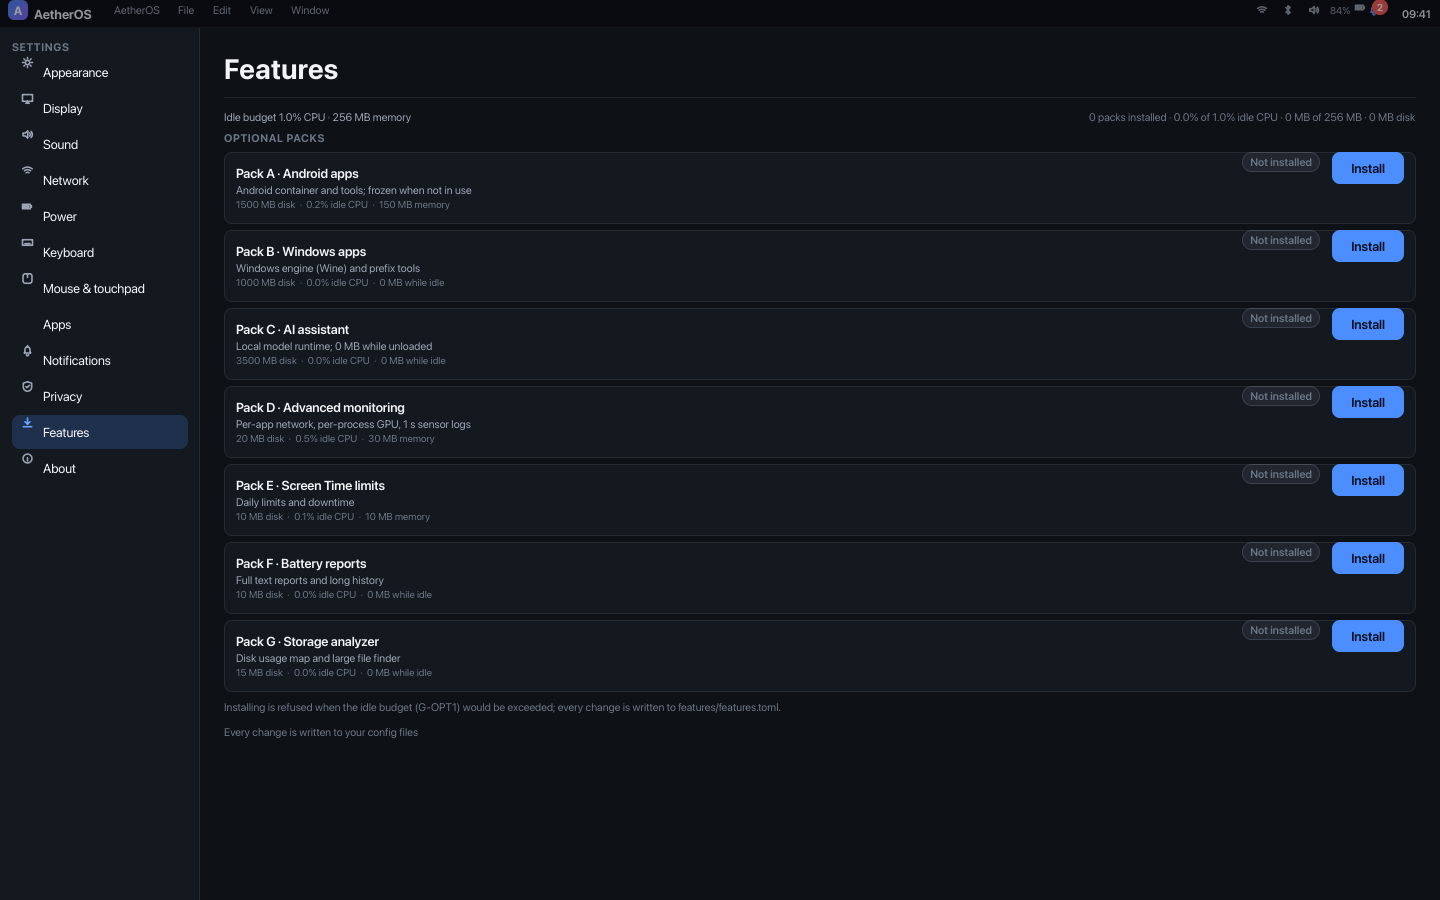 A AetherOS AetherOS File Edit View Window 84% 2 09:41
SETTINGS
Appearance
Display
Sound
Network
Power
Keyboard
Mouse & touchpad
Apps
Notifications
Privacy
Features
About
Features
Idle budget 1.0% CPU · 256 MB memory
0 packs installed · 0.0% of 1.0% idle CPU · 0 MB of 256 MB · 0 MB disk
OPTIONAL PACKS
Pack A · Android apps
Android container and tools; frozen when not in use
1500 MB disk · 0.2% idle CPU · 150 MB memory
Not installed
Install
Pack B · Windows apps
Windows engine (Wine) and prefix tools
1000 MB disk · 0.0% idle CPU · 0 MB while idle
Not installed
Install
Pack C · AI assistant
Local model runtime; 0 MB while unloaded
3500 MB disk · 0.0% idle CPU · 0 MB while idle
Not installed
Install
Pack D · Advanced monitoring
Per-app network, per-process GPU, 1 s sensor logs
20 MB disk · 0.5% idle CPU · 30 MB memory
Not installed
Install
Pack E · Screen Time limits
Daily limits and downtime
10 MB disk · 0.1% idle CPU · 10 MB memory
Not installed
Install
Pack F · Battery reports
Full text reports and long history
10 MB disk · 0.0% idle CPU · 0 MB while idle
Not installed
Install
Pack G · Storage analyzer
Disk usage map and large file finder
15 MB disk · 0.0% idle CPU · 0 MB while idle
Not installed
Install
Installing is refused when the idle budget (G-OPT1) would be exceeded; every change is written to features/features.toml.
Every change is written to your config files